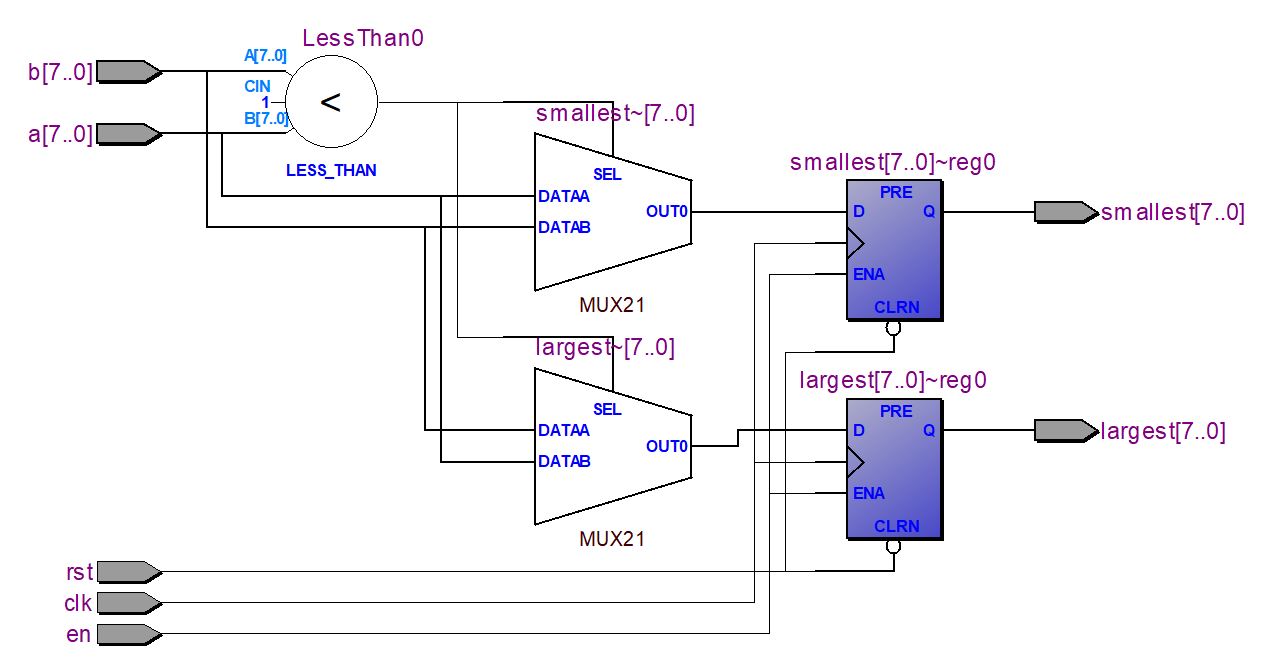 LessThan0
b[7..0]
A[7..0]
CIN
1
B[7..0]
<
a[7..0]
LESS_THAN
smallest~[7..0]
SEL
DATAA
DATAB
OUT0
MUX21
smallest[7..0]~reg0
PRE
D
Q
ENA
CLRN
smallest[7..0]
largest~[7..0]
SEL
DATAA
DATAB
OUT0
MUX21
largest[7..0]~reg0
PRE
D
Q
ENA
CLRN
largest[7..0]
rst
clk
en